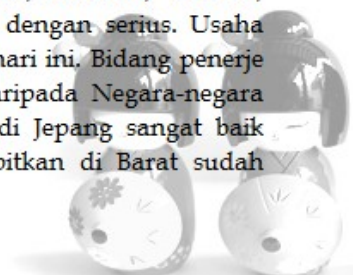 dengan serius. Usaha
hari ini. Bidang penerje
aripada Negara-negara
di Jepang sangat baik
bitkan di Barat sudah